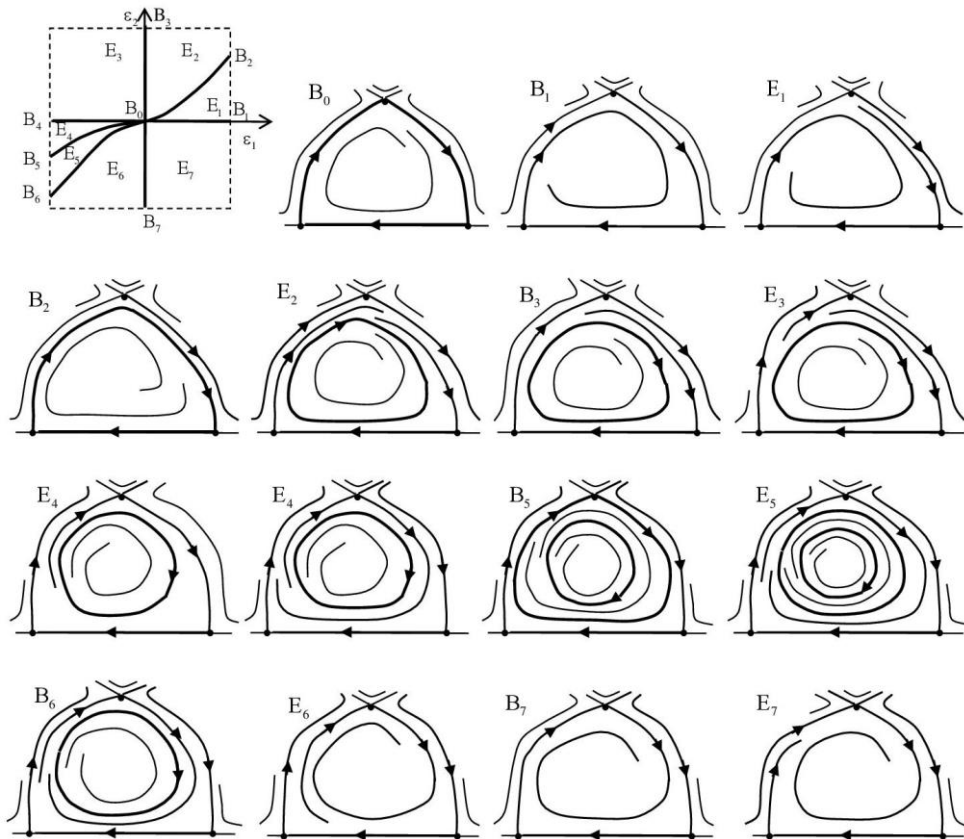 ε₂ B₃
E₃ E₂ B₂
B₀ E₁ B₁
B₄ E₄ ε₁
B₅ E₅
B₆ E₆ E₇
B₇
B₀ B₁ E₁
B₂ E₂ B₃ E₃
E₄ E₄ B₅ E₅
B₆ E₆ B₇ E₇